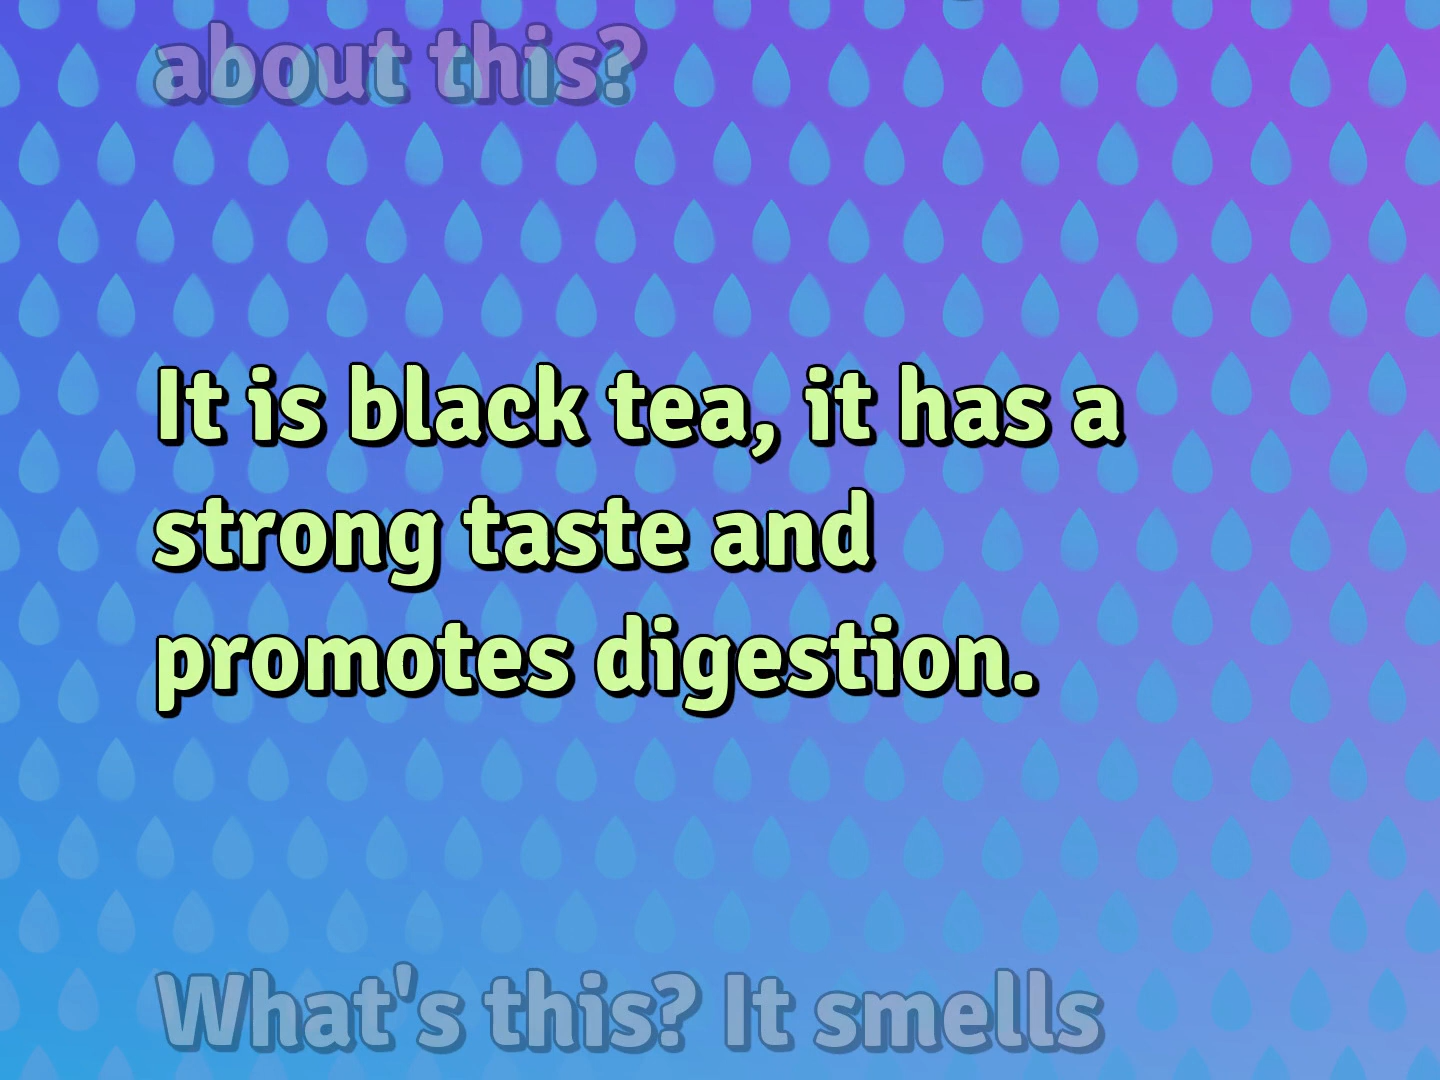 about this?
It is black tea, it has a
strong taste and
promotes digestion.
What's this? It smells